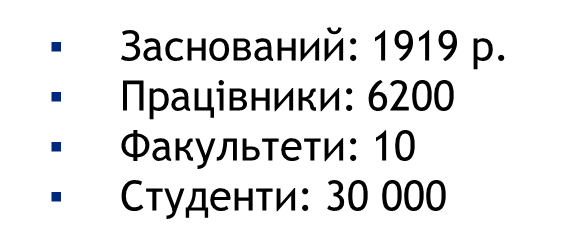 ▪ Заснований: 1919 р.
▪ Працівники: 6200
▪ Факультети: 10
▪ Студенти: 30 000